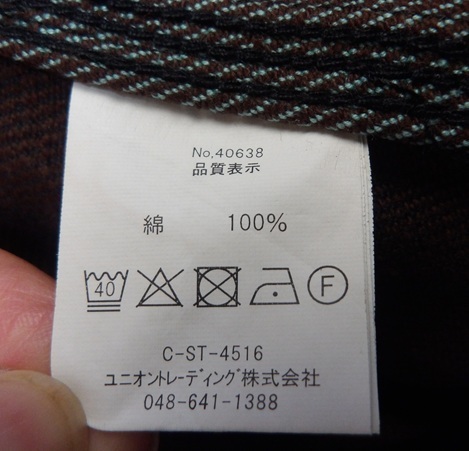 No,40638
品質表示
綿 100%
40 F
C-ST-4516
ユニオントレーディング株式会社
048-641-1388